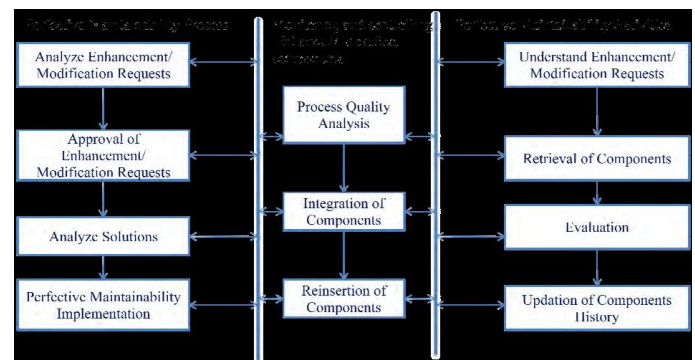 Analyze Enhancement/
Modification Requests
Approval of
Enhancement/
Modification Requests
Analyze Solutions
Perfective Maintainability
Implementation
Process Quality
Analysis
Integration of
Components
Reinsertion of
Components
Understand Enhancement/
Modification Requests
Retrieval of Components
Evaluation
Updation of Components
History